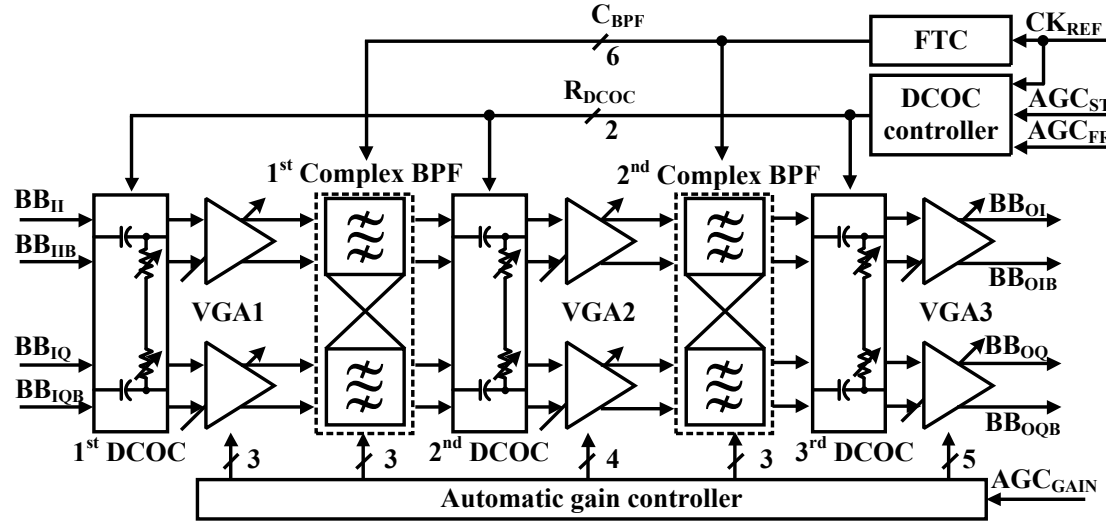 C_BPF
6
FTC
CK_REF
R_DCOC
2
DCOC
controller
AGC_ST
AGC_FR
1st Complex BPF
2nd Complex BPF
BB_II
BB_IIB
BB_OI
BB_OIB
VGA1
VGA2
VGA3
BB_IQ
BB_IQB
BB_OQ
BB_OQB
1st DCOC
3
3
2nd DCOC
4
3
3rd DCOC
5
Automatic gain controller
AGC_GAIN